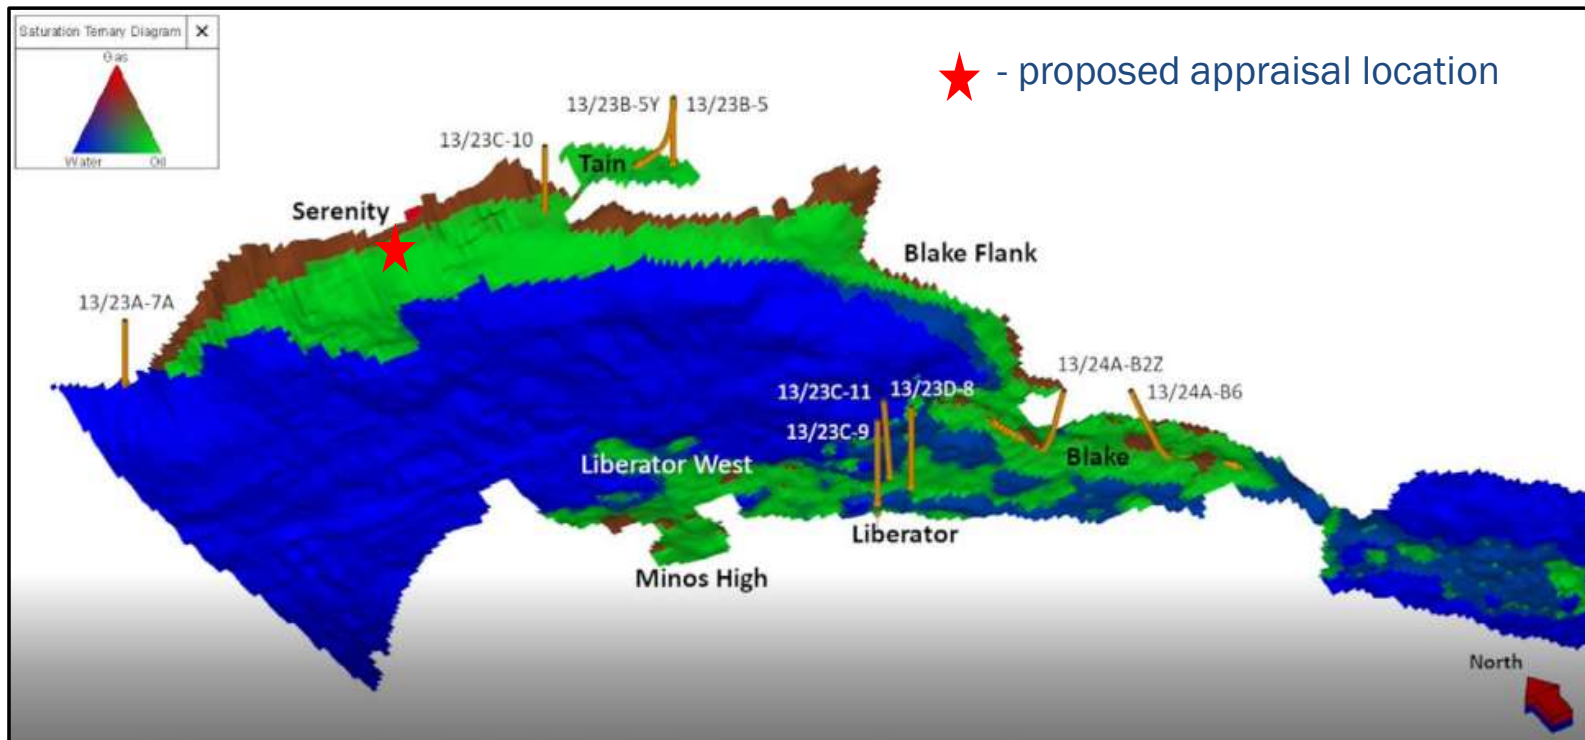 Saturation Ternary Diagram X
Gas
Water Oil
- proposed appraisal location
13/23B-5Y 13/23B-5
13/23C-10
Tain
Serenity
Blake Flank
13/23A-7A
13/24A-B2Z
13/23C-11 13/23D-8
13/24A-B6
13/23C-9
Liberator West
Blake
Liberator
Minos High
North